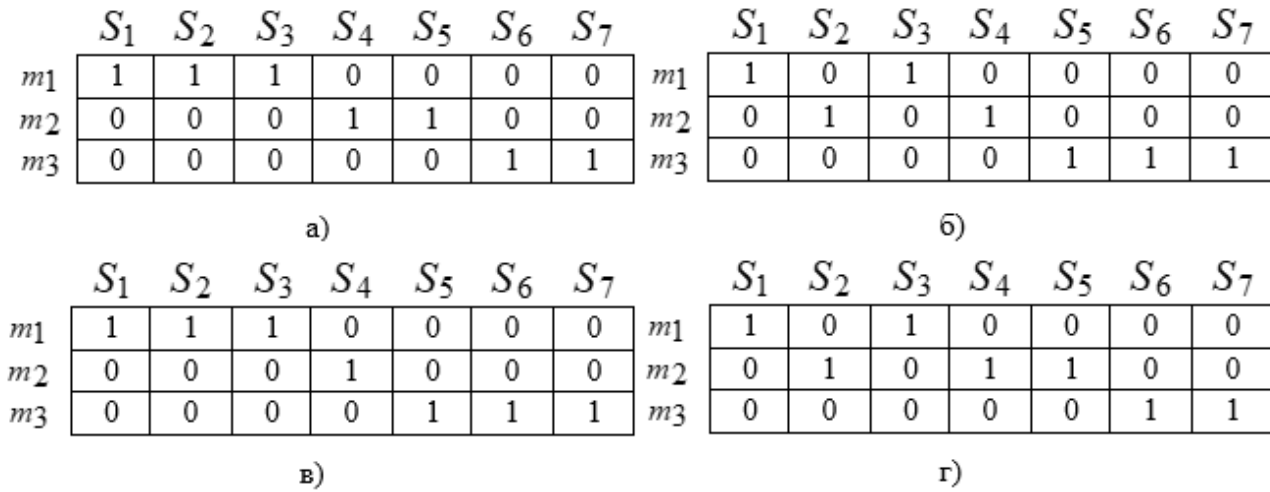 S1 S2 S3 S4 S5 S6 S7
m1 1 1 1 0 0 0 0
m2 0 0 0 1 1 0 0
m3 0 0 0 0 0 1 1
а)
S1 S2 S3 S4 S5 S6 S7
m1 1 0 1 0 0 0 0
m2 0 1 0 1 0 0 0
m3 0 0 0 0 1 1 1
б)
S1 S2 S3 S4 S5 S6 S7
m1 1 1 1 0 0 0 0
m2 0 0 0 1 0 0 0
m3 0 0 0 0 1 1 1
в)
S1 S2 S3 S4 S5 S6 S7
m1 1 0 1 0 0 0 0
m2 0 1 0 1 1 0 0
m3 0 0 0 0 0 1 1
г)